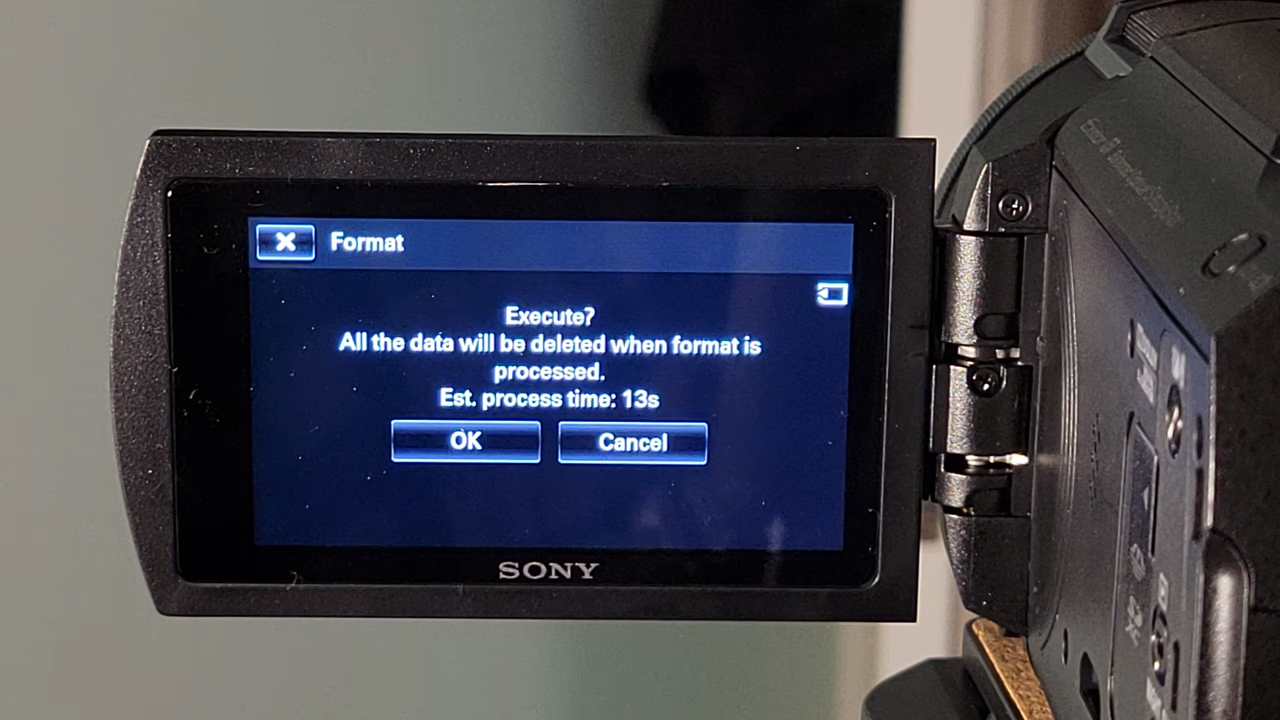 Format
Execute?
All the data will be deleted when format is
processed.
Est. process time: 13s
OK
Cancel
SONY